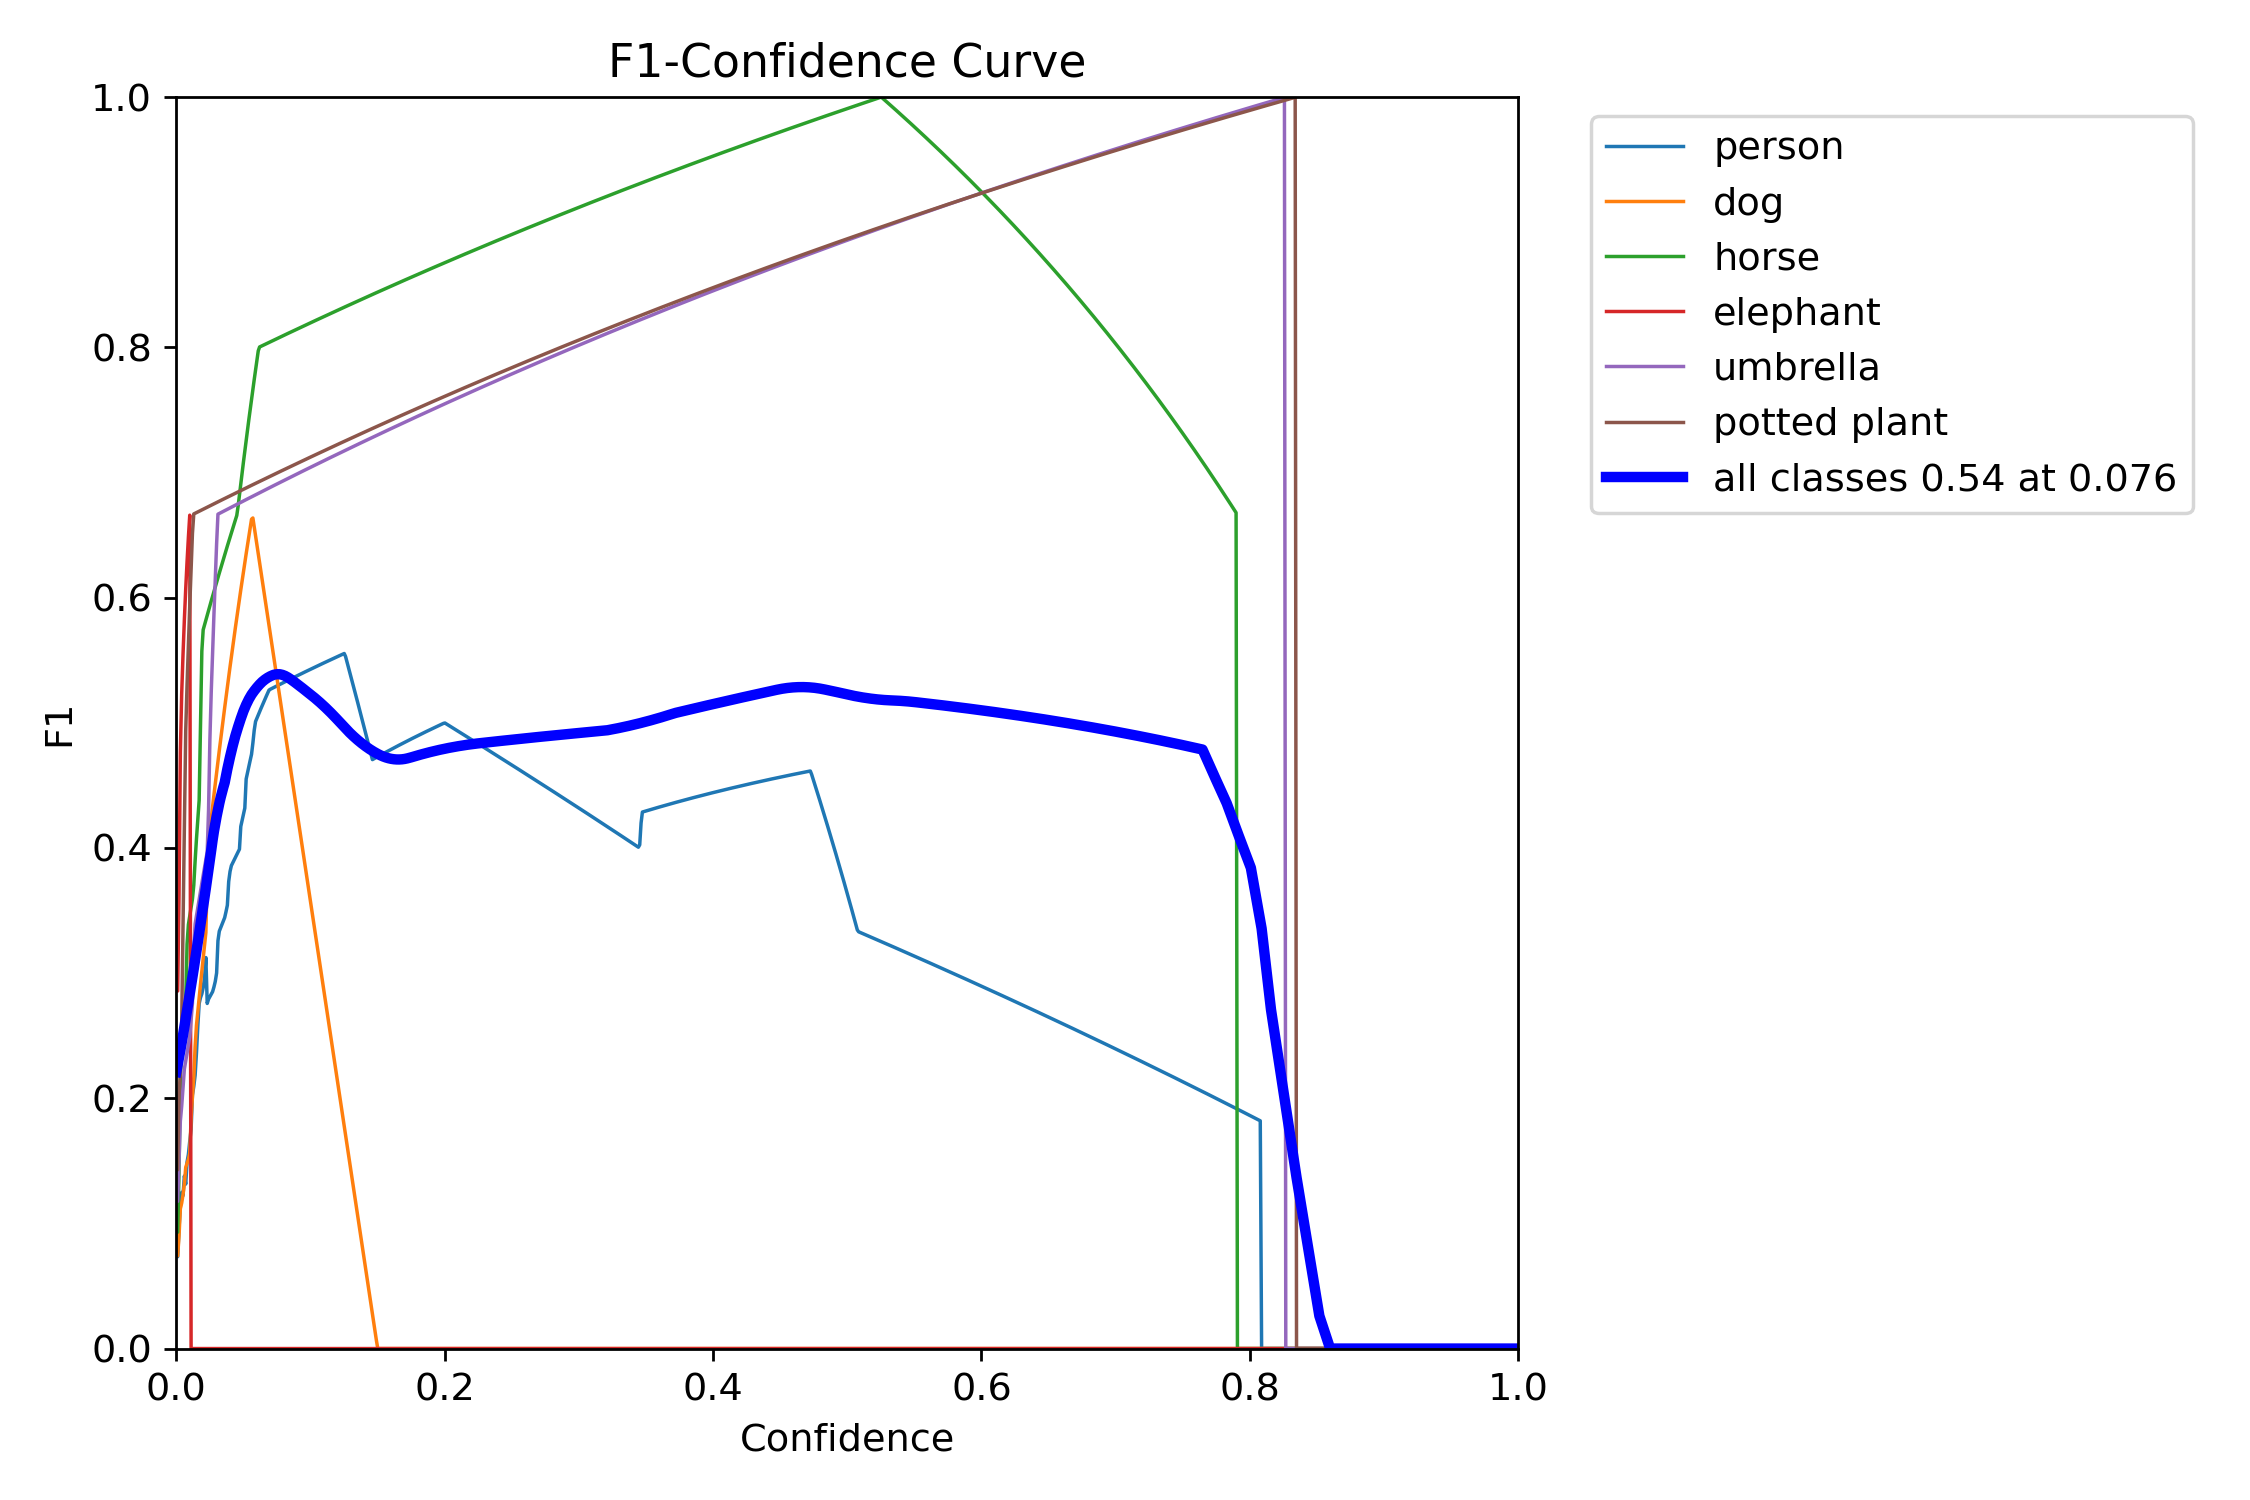 F1-Confidence Curve
1.0
0.8
0.6
0.4
0.2
0.0
F1
0.0 0.2 0.4 0.6 0.8 1.0
Confidence
person
dog
horse
elephant
umbrella
potted plant
all classes 0.54 at 0.076